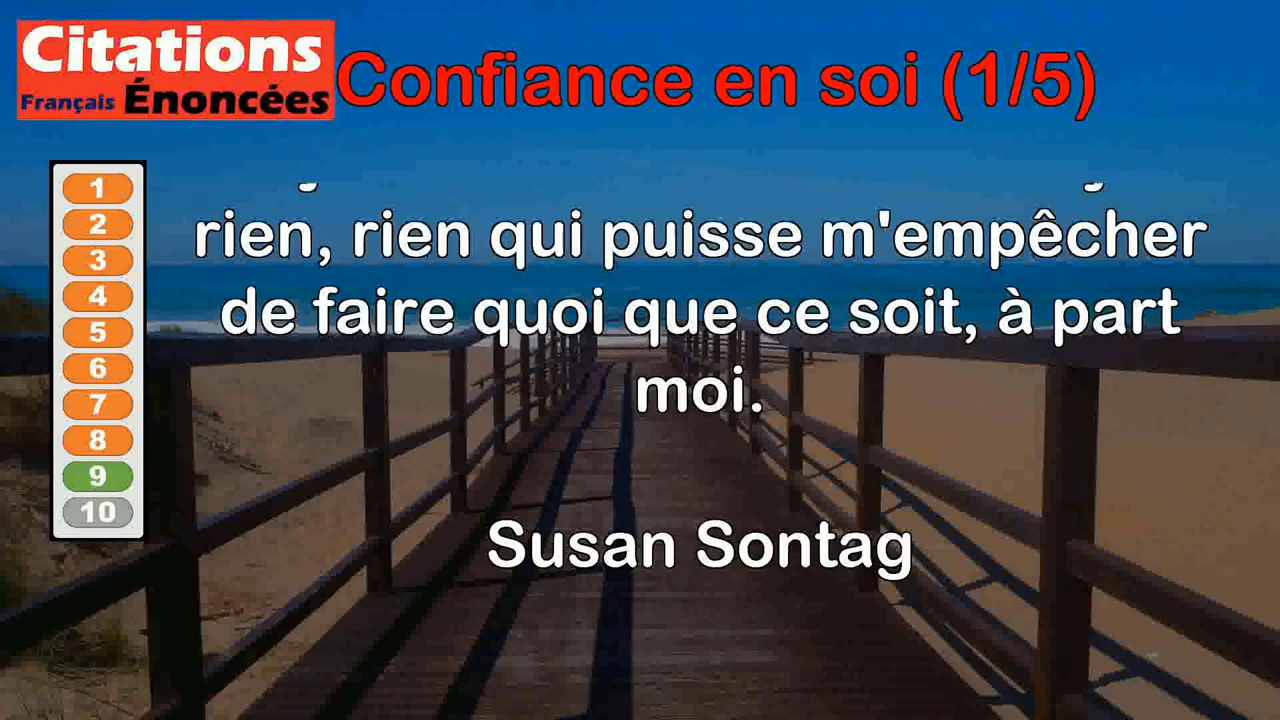 Citations
Français Énoncées
Confiance en soi (1/5)
1
2
3
4
5
6
7
8
9
10
rien, rien qui puisse m'empêcher
de faire quoi que ce soit, à part
moi.
Susan Sontag